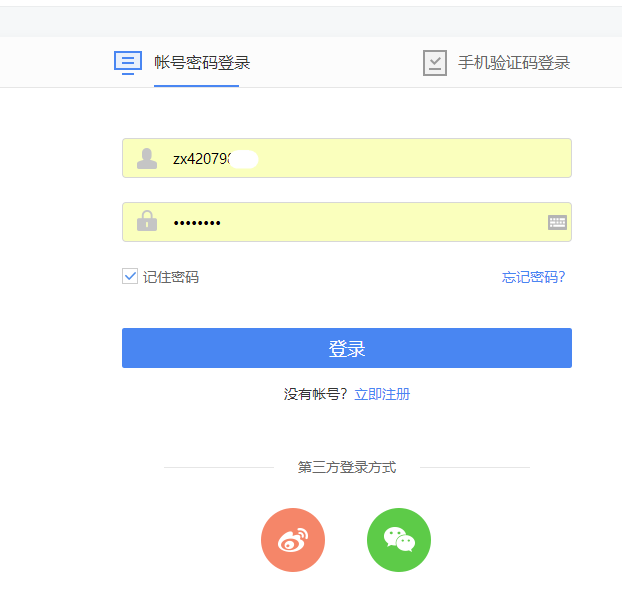 帐号密码登录
手机验证码登录
zx42079
••••••••
记住密码
忘记密码?
登录
没有帐号? 立即注册
第三方登录方式